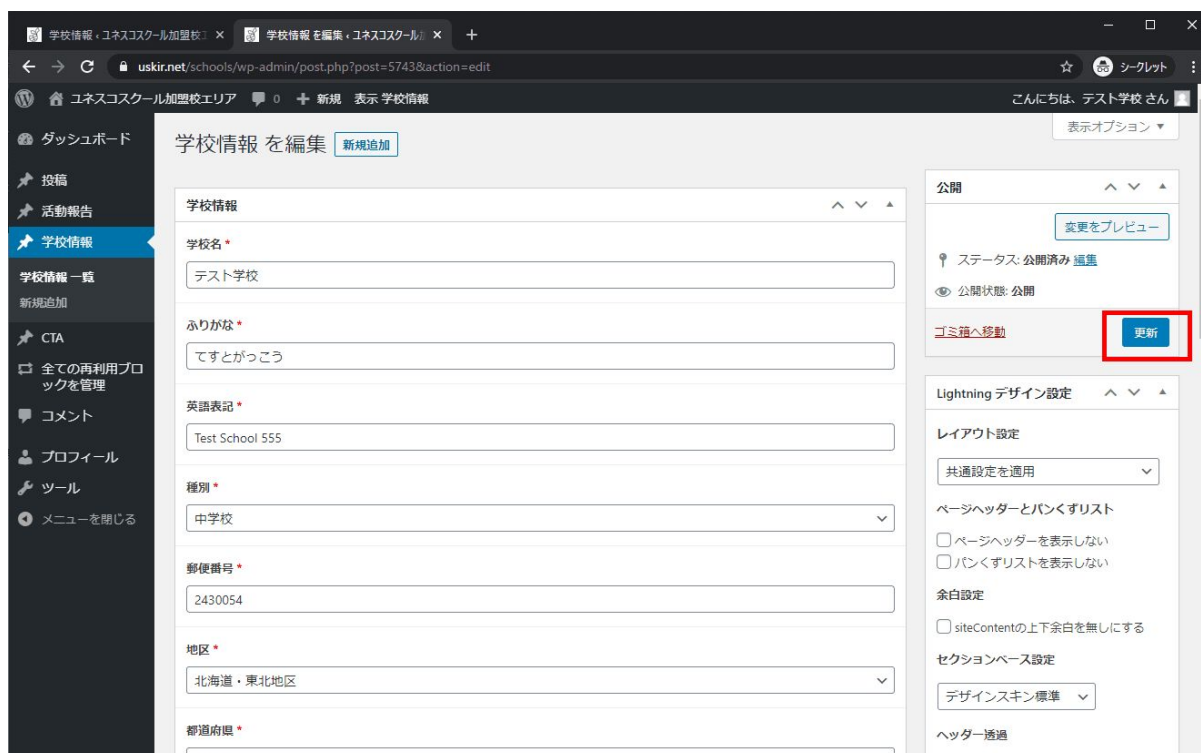 学校情報 ‹ ユネスコスクール加盟校エ
学校情報 を編集 ‹ ユネスコスクール加
uskir.net/schools/wp-admin/post.php?post=5743&action=edit
シークレット
ユネスコスクール加盟校エリア 0 新規 表示 学校情報
こんにちは、テスト学校 さん
ダッシュボード
投稿
活動報告
学校情報
学校情報 一覧
新規追加
CTA
全ての再利用ブロ
ックを管理
コメント
プロフィール
ツール
メニューを閉じる
表示オプション ▼
学校情報 を編集 新規追加
学校情報
学校名 *
テスト学校
ふりがな *
てすとがっこう
英語表記 *
Test School 555
種別 *
中学校
郵便番号 *
2430054
地区 *
北海道・東北地区
都道府県 *
公開
変更をプレビュー
ステータス: 公開済み 編集
公開状態: 公開
ゴミ箱へ移動
更新
Lightning デザイン設定
レイアウト設定
共通設定を適用
ページヘッダーとパンくずリスト
ページヘッダーを表示しない
パンくずリストを表示しない
余白設定
siteContentの上下余白を無しにする
セクションベース設定
デザインスキン標準
ヘッダー透過